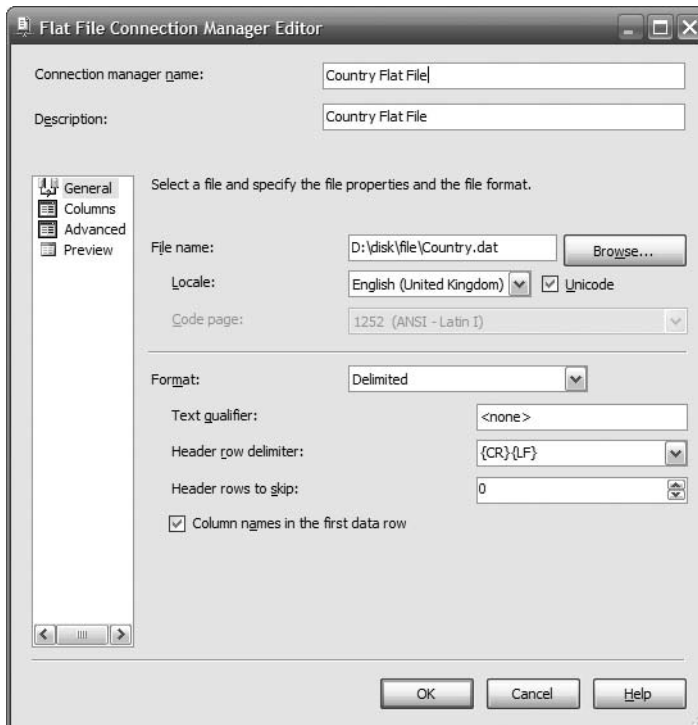 Flat File Connection Manager Editor
Connection manager name: Country Flat File
Description: Country Flat File
General
Columns
Advanced
Preview
Select a file and specify the file properties and the file format.
File name: D:\disk\file\Country.dat Browse...
Locale: English (United Kingdom) Unicode
Code page: 1252 (ANSI - Latin I)
Format: Delimited
Text qualifier: <none>
Header row delimiter: {CR}{LF}
Header rows to skip: 0
Column names in the first data row
OK Cancel Help